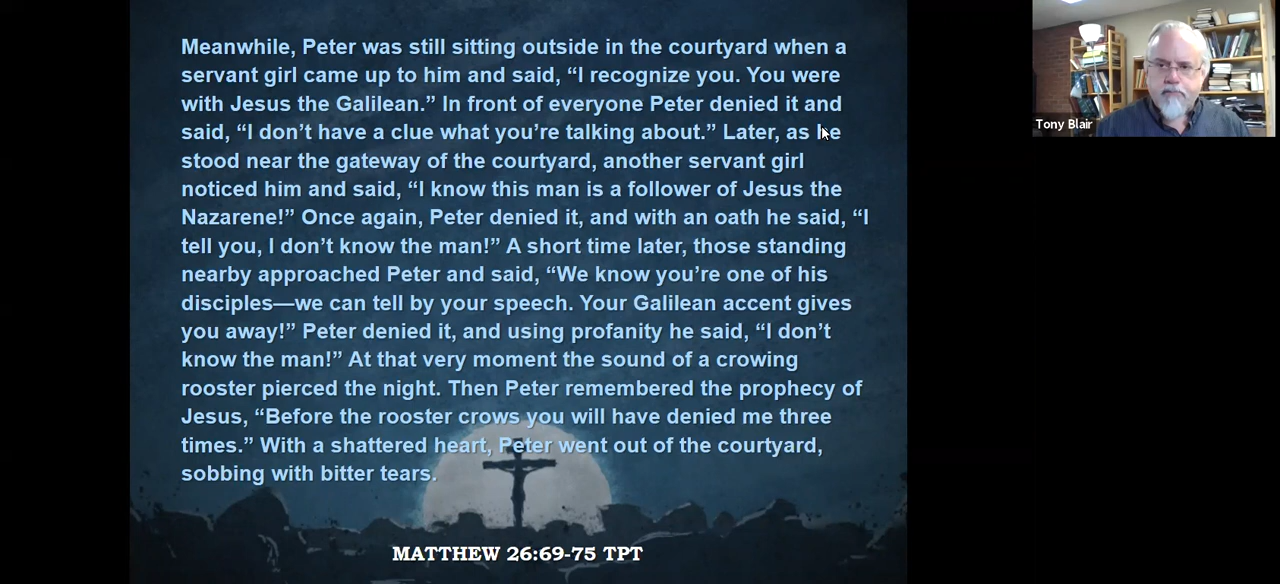 Meanwhile, Peter was still sitting outside in the courtyard when a
servant girl came up to him and said, “I recognize you. You were
with Jesus the Galilean.” In front of everyone Peter denied it and
said, “I don’t have a clue what you’re talking about.” Later, as he
stood near the gateway of the courtyard, another servant girl
noticed him and said, “I know this man is a follower of Jesus the
Nazarene!” Once again, Peter denied it, and with an oath he said, “I
tell you, I don’t know the man!” A short time later, those standing
nearby approached Peter and said, “We know you’re one of his
disciples—we can tell by your speech. Your Galilean accent gives
you away!” Peter denied it, and using profanity he said, “I don’t
know the man!” At that very moment the sound of a crowing
rooster pierced the night. Then Peter remembered the prophecy of
Jesus, “Before the rooster crows you will have denied me three
times.” With a shattered heart, Peter went out of the courtyard,
sobbing with bitter tears.
MATTHEW 26:69-75 TPT
Tony Blair